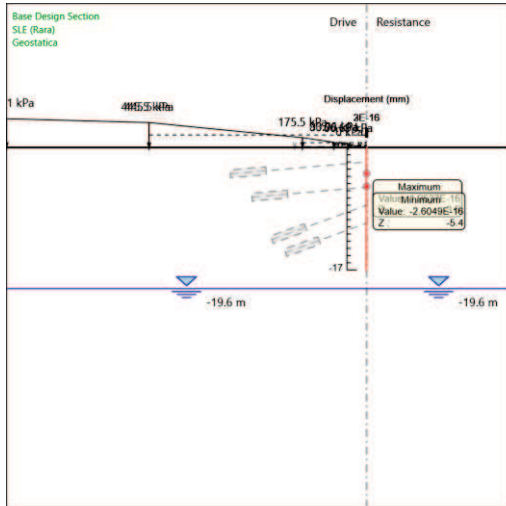 Base Design Section
SLE (Rara)
Geostatica
Drive
Resistance
Displacement (mm)
1 kPa
175.5 kPa
Maximum
Minimum
Value: -2.6049E-16
Z
-5.4
-17
-19.6 m
-19.6 m